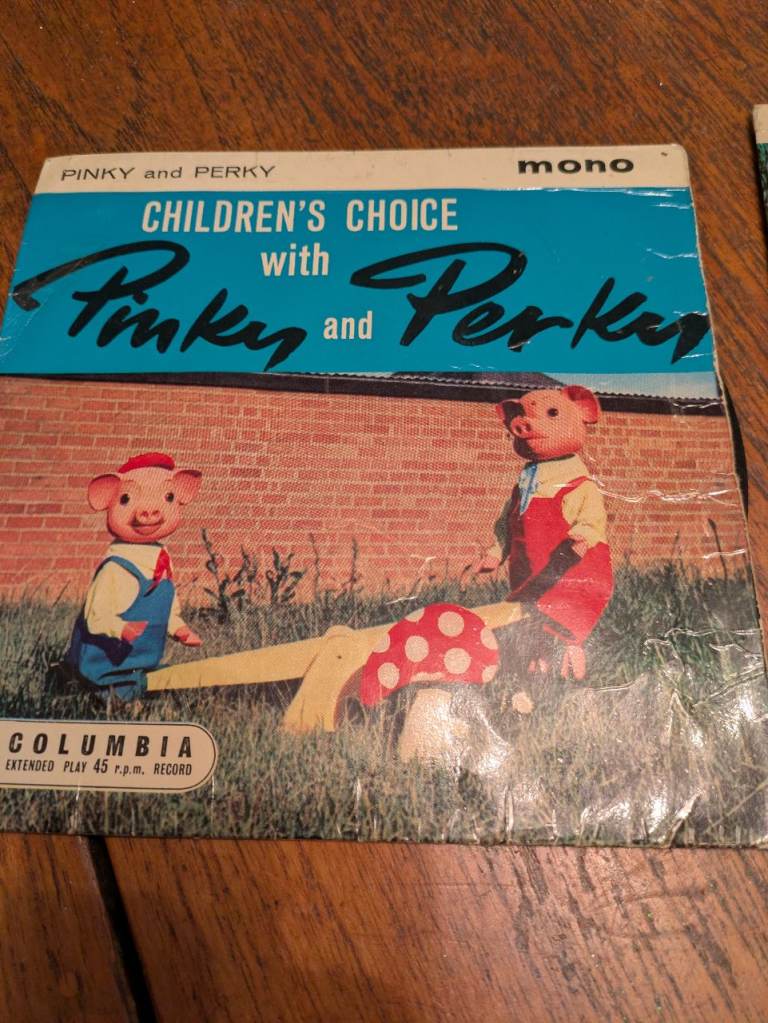 PINKY and PERKY
mono
CHILDREN'S CHOICE
with
Pinky and Perky
COLUMBIA
EXTENDED PLAY 45 r.p.m. RECORD